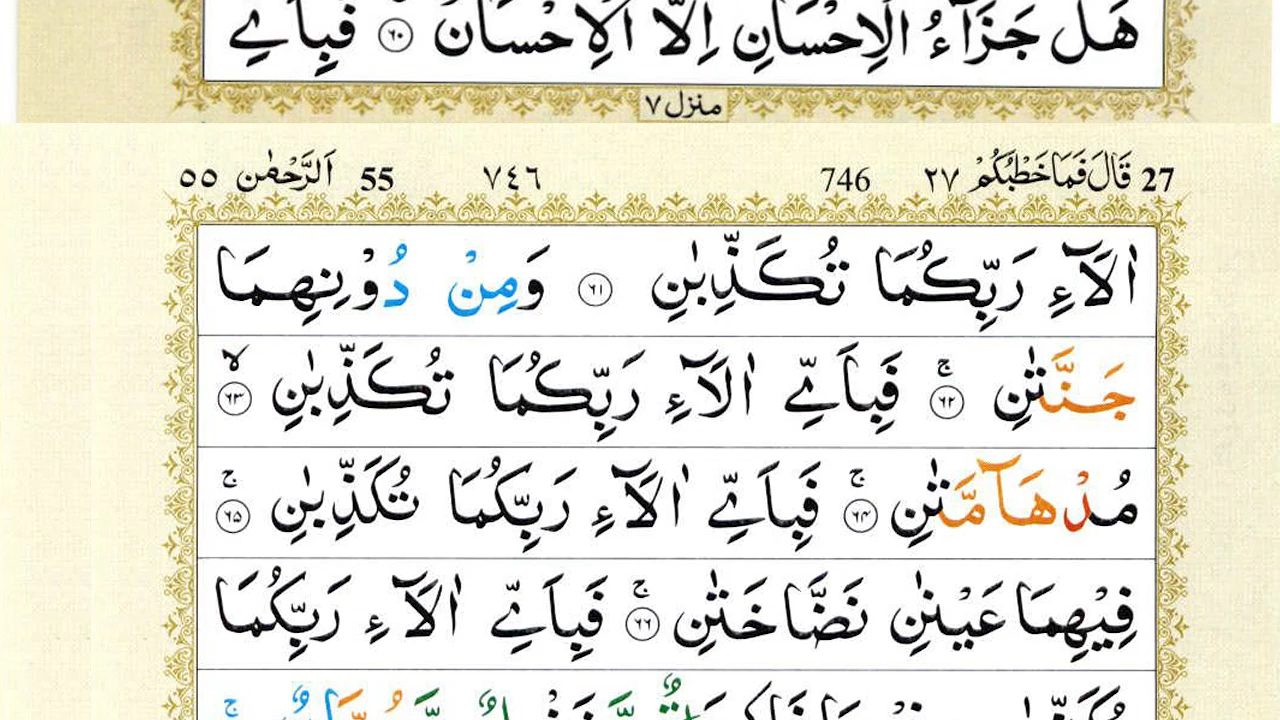 هَلْ جَزَآءُ الْاِحْسَانِ اِلَّا الْاِحْسَانُ ۝٦٠ فَبِاَيِّ
منزل ٧
27 قَالَ فَمَا خَطْبُكُمْ ٢٧ 746 ٧٤٦ 55 اَلرَّحْمٰن ٥٥
اٰلَآءِ رَبِّكُمَا تُكَذِّبٰنِ ۝٦١ وَمِنْ دُوْنِهِمَا
جَنَّتٰنِ ۝٦٢ۚ فَبِاَيِّ اٰلَآءِ رَبِّكُمَا تُكَذِّبٰنِ ۝٦٣ۙ
مُدْهَآمَّتٰنِ ۝٦٤ۚ فَبِاَيِّ اٰلَآءِ رَبِّكُمَا تُكَذِّبٰنِ ۝٦٥ۚ
فِيْهِمَا عَيْنٰنِ نَضَّاخَتٰنِ ۝٦٦ۚ فَبِاَيِّ اٰلَآءِ رَبِّكُمَا